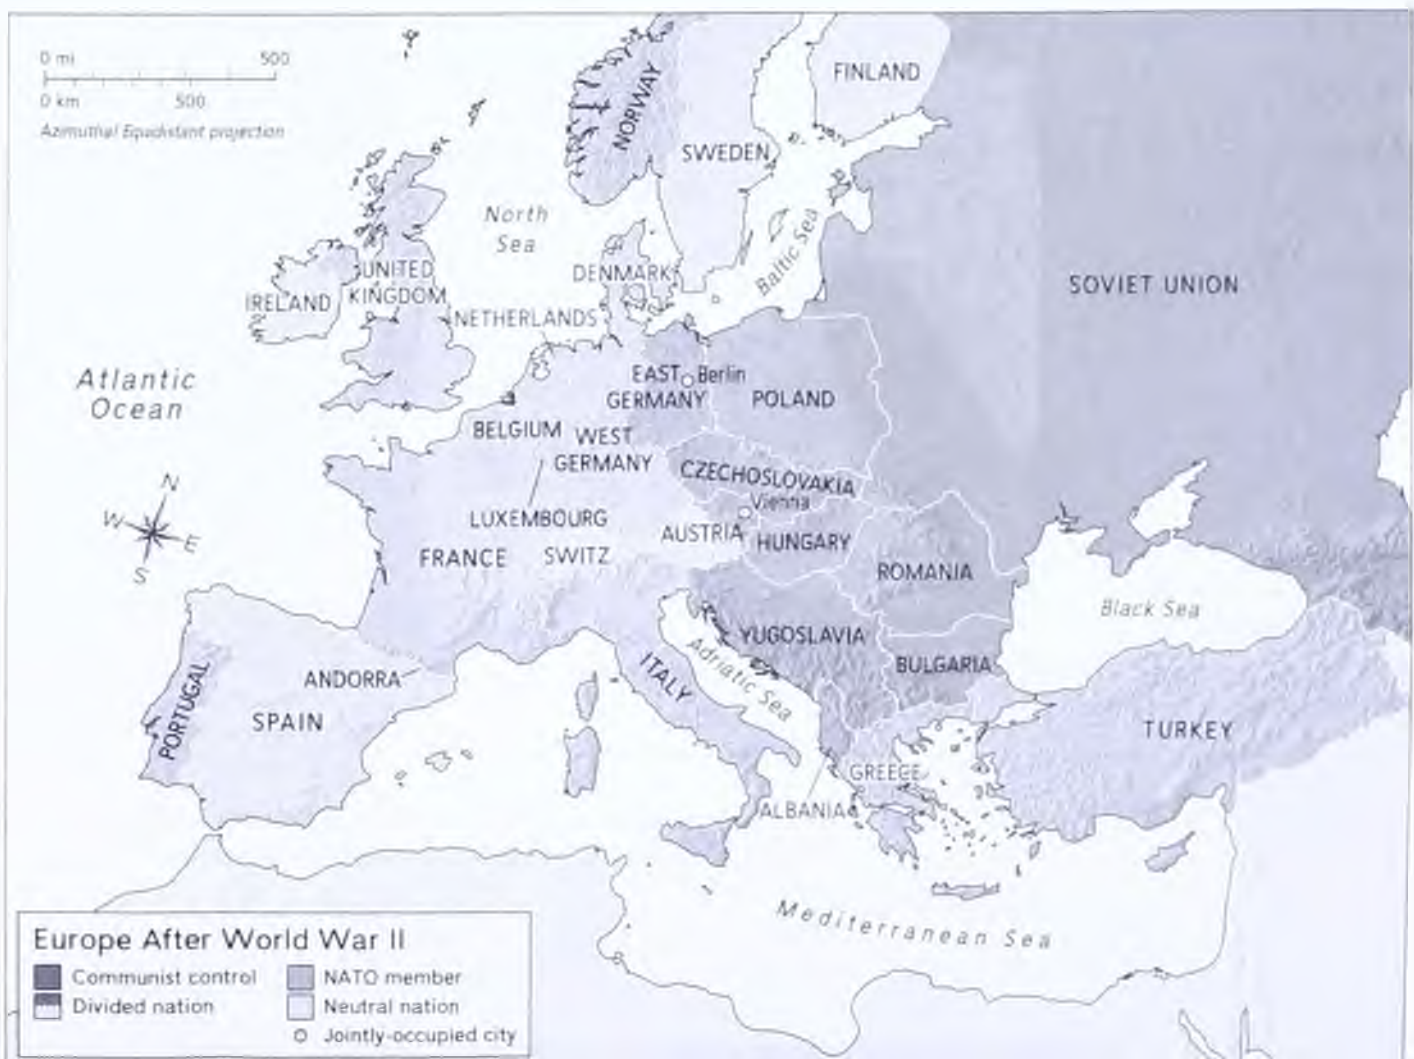 0 mi 500
0 km 500
Azimuthal Equidistant projection
FINLAND
NORWAY
SWEDEN
North
Sea
Baltic Sea
DENMARK
UNITED
KINGDOM
IRELAND
SOVIET UNION
NETHERLANDS
Atlantic
Ocean
EAST
GERMANY
Berlin
POLAND
BELGIUM
WEST
GERMANY
CZECHOSLOVAKIA
Vienna
N
W
E
S
LUXEMBOURG
AUSTRIA
HUNGARY
FRANCE
SWITZ
ROMANIA
Black Sea
YUGOSLAVIA
BULGARIA
Adriatic Sea
ITALY
ANDORRA
PORTUGAL
SPAIN
TURKEY
GREECE
ALBANIA
Mediterranean Sea
Europe After World War II
Communist control
NATO member
Divided nation
Neutral nation
Jointly-occupied city